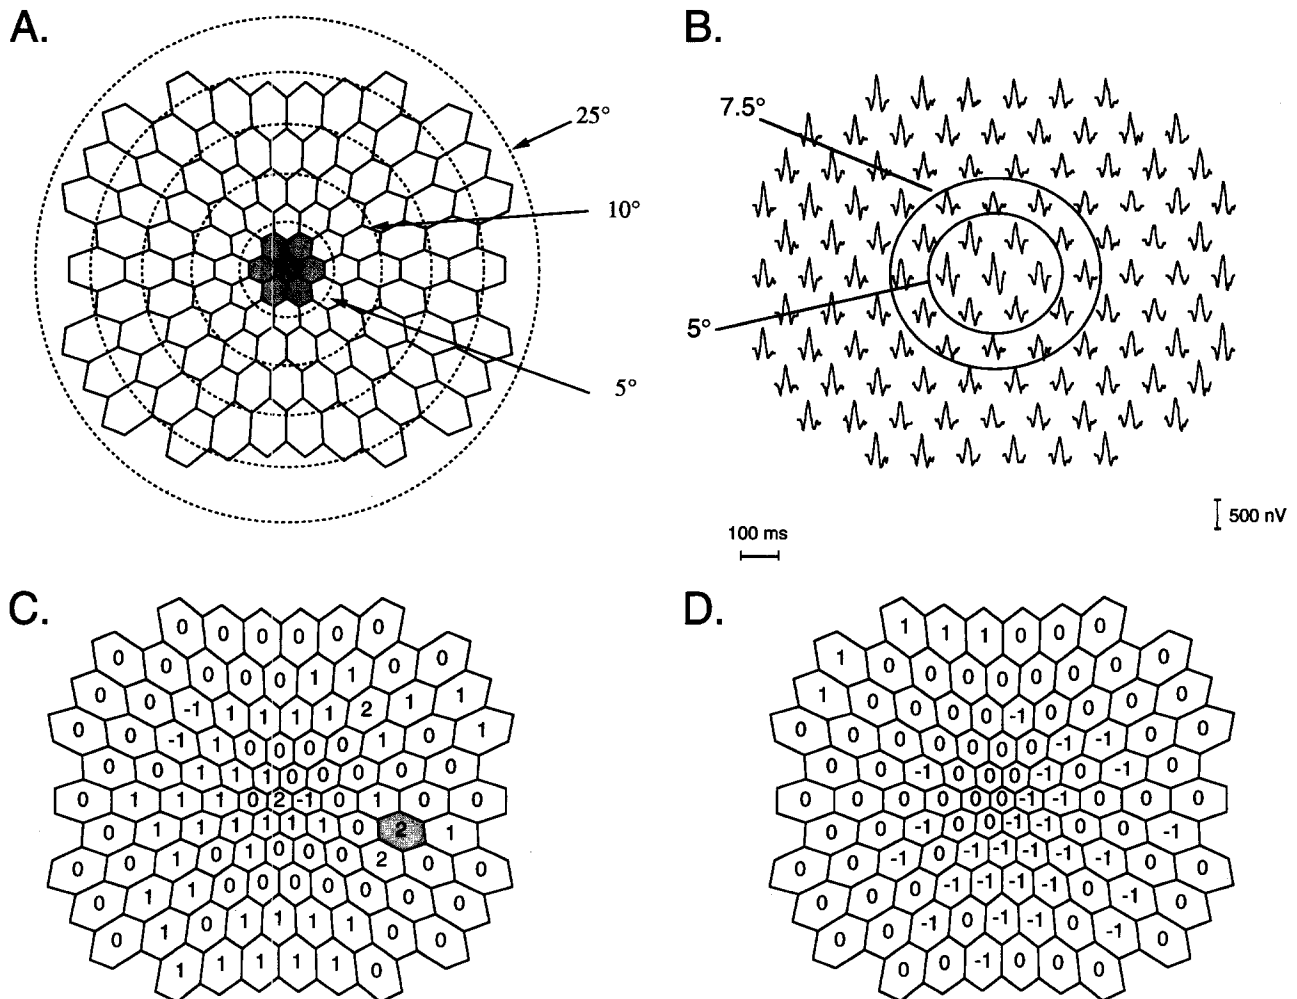 A.
25°
10°
5°
B.
7.5°
5°
100 ms
500 nV
C.
0 0 0 0 0 0
0 0 0 0 0 1 1 0 0
0 0 -1 1 1 1 1 2 1 1
0 0 -1 1 0 0 0 0 1 0 1
0 0 1 1 1 0 0 0 0 0
0 1 1 1 0 2 -1 0 1 0 0
0 1 1 1 1 1 1 0 2 1
0 0 1 0 1 0 0 0 2 0 0
0 1 1 0 0 0 0 0 0 0
0 1 0 1 1 1 1 0 0
1 1 1 1 1 0
D.
1 1 1 0 0 0
1 0 0 0 0 0 0 0 0
1 0 0 0 0 -1 0 0 0 0
0 0 0 0 0 0 0 -1 -1 0 0
0 0 -1 0 0 0 -1 0 -1 0
0 0 0 0 0 0 -1 -1 0 0 0
0 0 -1 0 0 -1 -1 0 0 -1
0 0 -1 0 -1 -1 -1 -1 -1 0 0
0 0 0 -1 -1 -1 -1 0 -1 0
0 0 -1 0 -1 -1 0 -1 0
0 0 -1 0 0 0